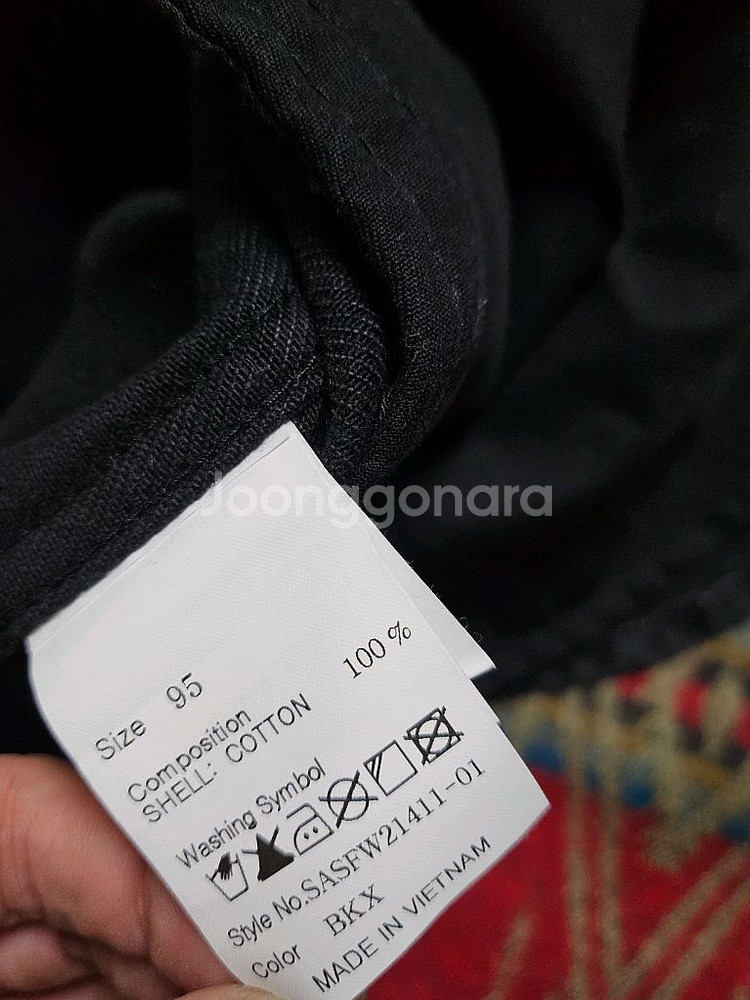 Joonggonara
Size 95
Composition
SHELL: COTTON 100 %
Washing Symbol
Style No.SASFW21411-01
Color BKX
MADE IN VIETNAM